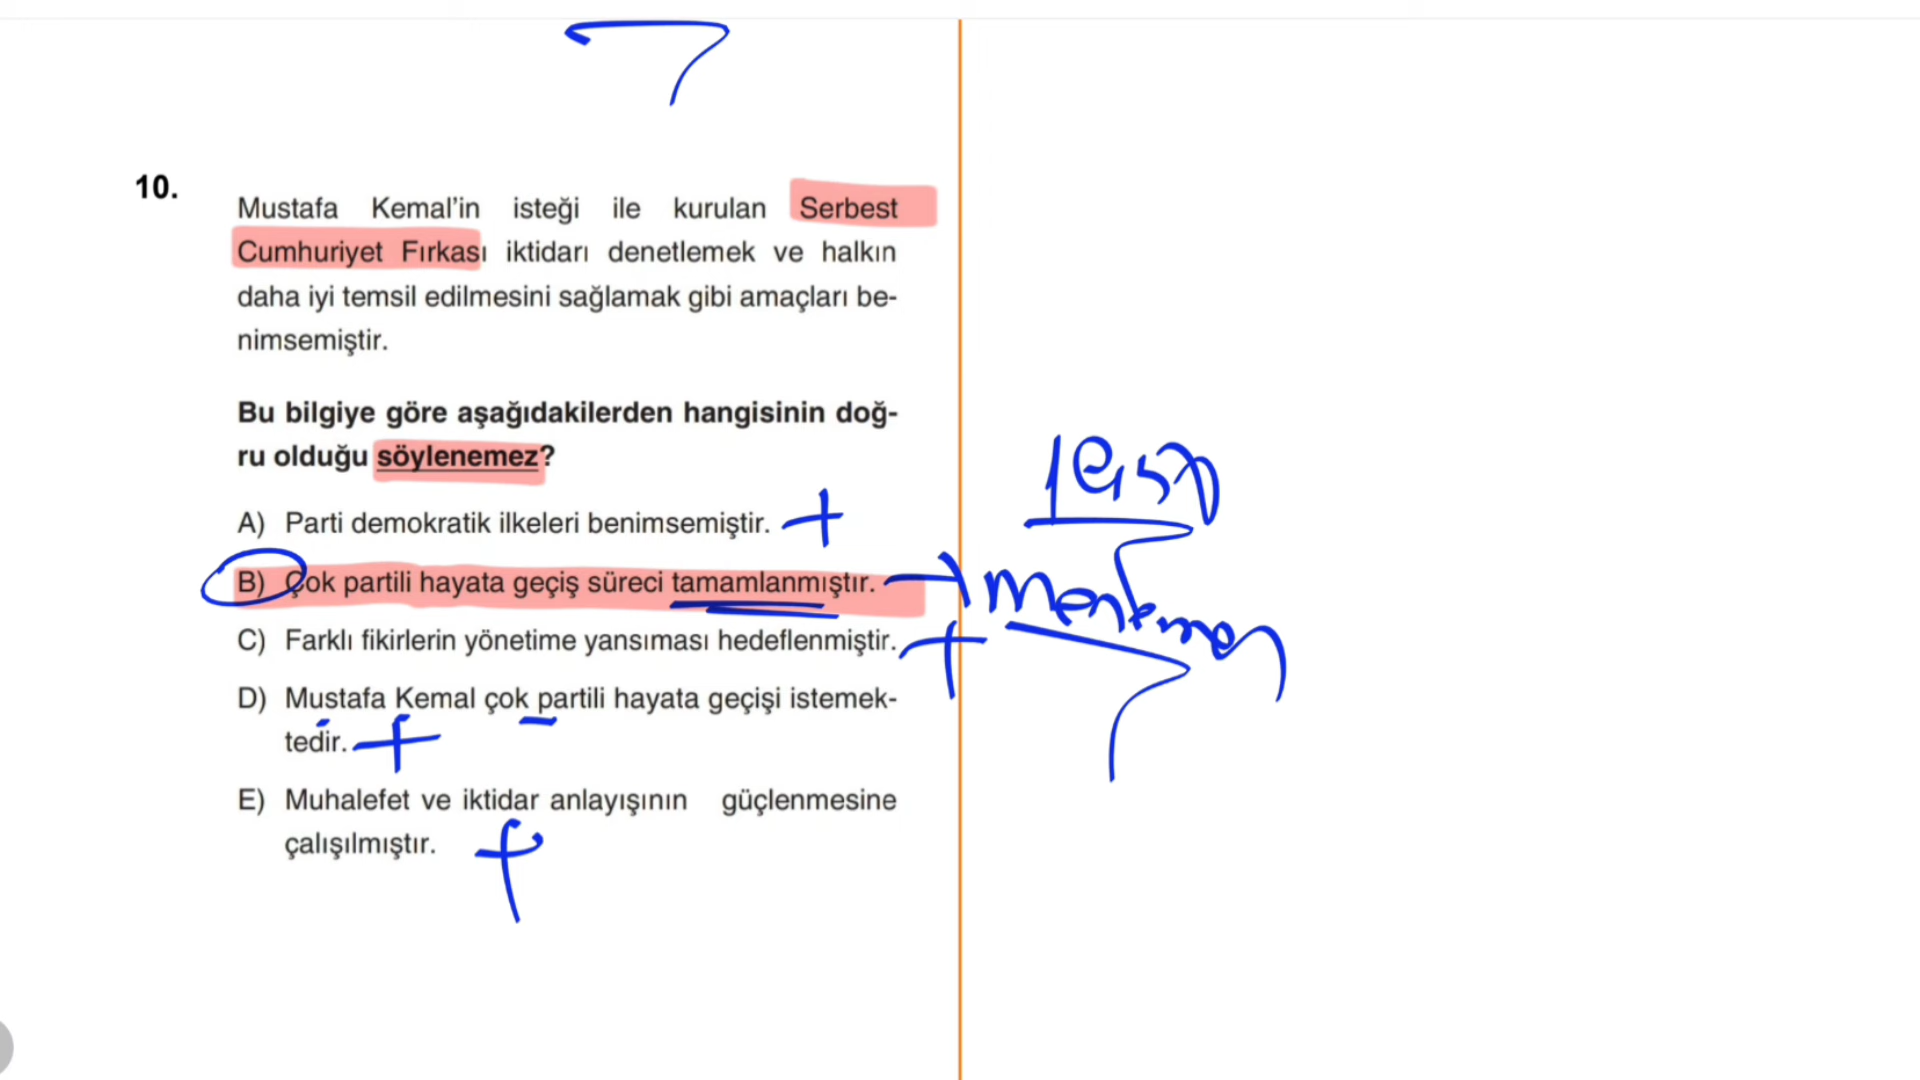 10.
Mustafa Kemal'in isteği ile kurulan Serbest
Cumhuriyet Fırkası iktidarı denetlemek ve halkın
daha iyi temsil edilmesini sağlamak gibi amaçları be-
nimsemiştir.
Bu bilgiye göre aşağıdakilerden hangisinin doğ-
ru olduğu söylenemez?
A) Parti demokratik ilkeleri benimsemiştir.
B) Çok partili hayata geçiş süreci tamamlanmıştır.
C) Farklı fikirlerin yönetime yansıması hedeflenmiştir.
D) Mustafa Kemal çok partili hayata geçişi istemek-
tedir.
E) Muhalefet ve iktidar anlayışının güçlenmesine
çalışılmıştır.
menemen